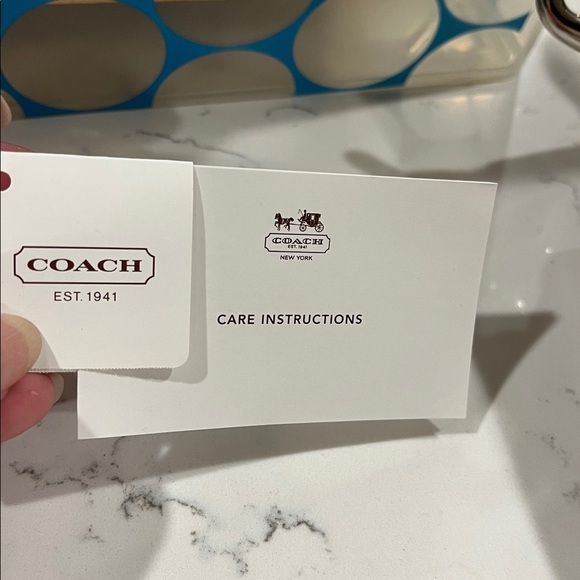 COACH
EST. 1941
COACH
EST. 1941
NEW YORK
CARE INSTRUCTIONS